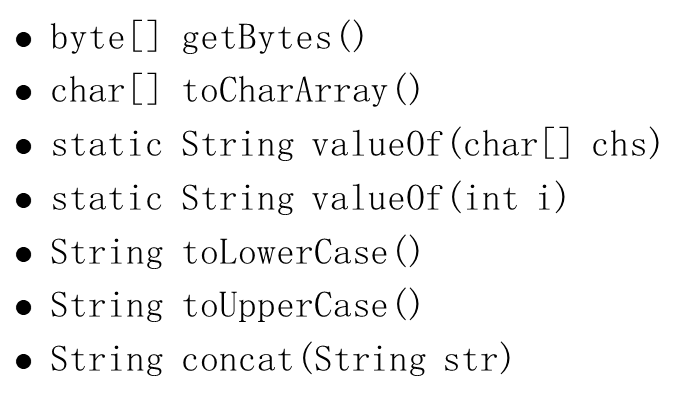 ● byte[] getBytes()
● char[] toCharArray()
● static String valueOf(char[] chs)
● static String valueOf(int i)
● String toLowerCase()
● String toUpperCase()
● String concat(String str)